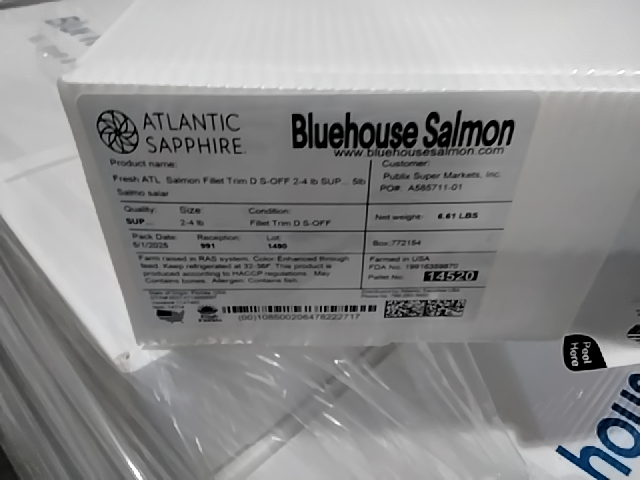 ATLANTIC SAPPHIRE
Bluehouse Salmon
www.bluehousesalmon.com
Product name:
Fresh ATL Salmon Fillet Trim D S-OFF 2-4 lb SUP... 5lb
Salmo salar
Customer:
Publix Super Markets, Inc.
PO#: A585711-01
Quality: Size: Condition:
SUP... 2-4 lb Fillet Trim D S-OFF
Net weight: 6.61 LBS
Pack Date: Reception: Lot:
5/1/2025 991 1490
Box:772154
Farm raised in RAS system. Color Enhanced through
feed. Keep refrigerated at 32-36F. This product is
produced according to HACCP regulations. May
Contains bones. Allergen: Contains fish.
Farmed in USA
FDA No.
Pallet No.: 14520
(00)108500206478222717
Peel Here
hous